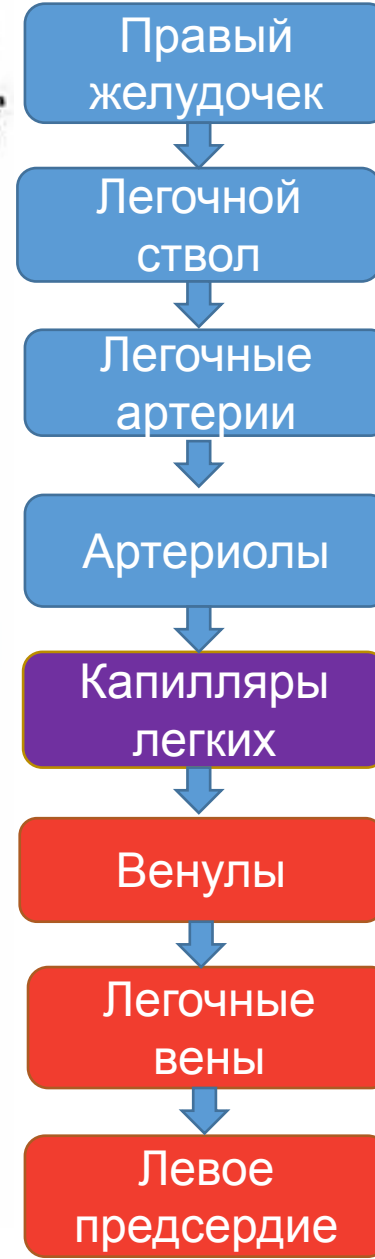 Правый
желудочек
Легочной
ствол
Легочные
артерии
Артериолы
Капилляры
легких
Венулы
Легочные
вены
Левое
предсердие